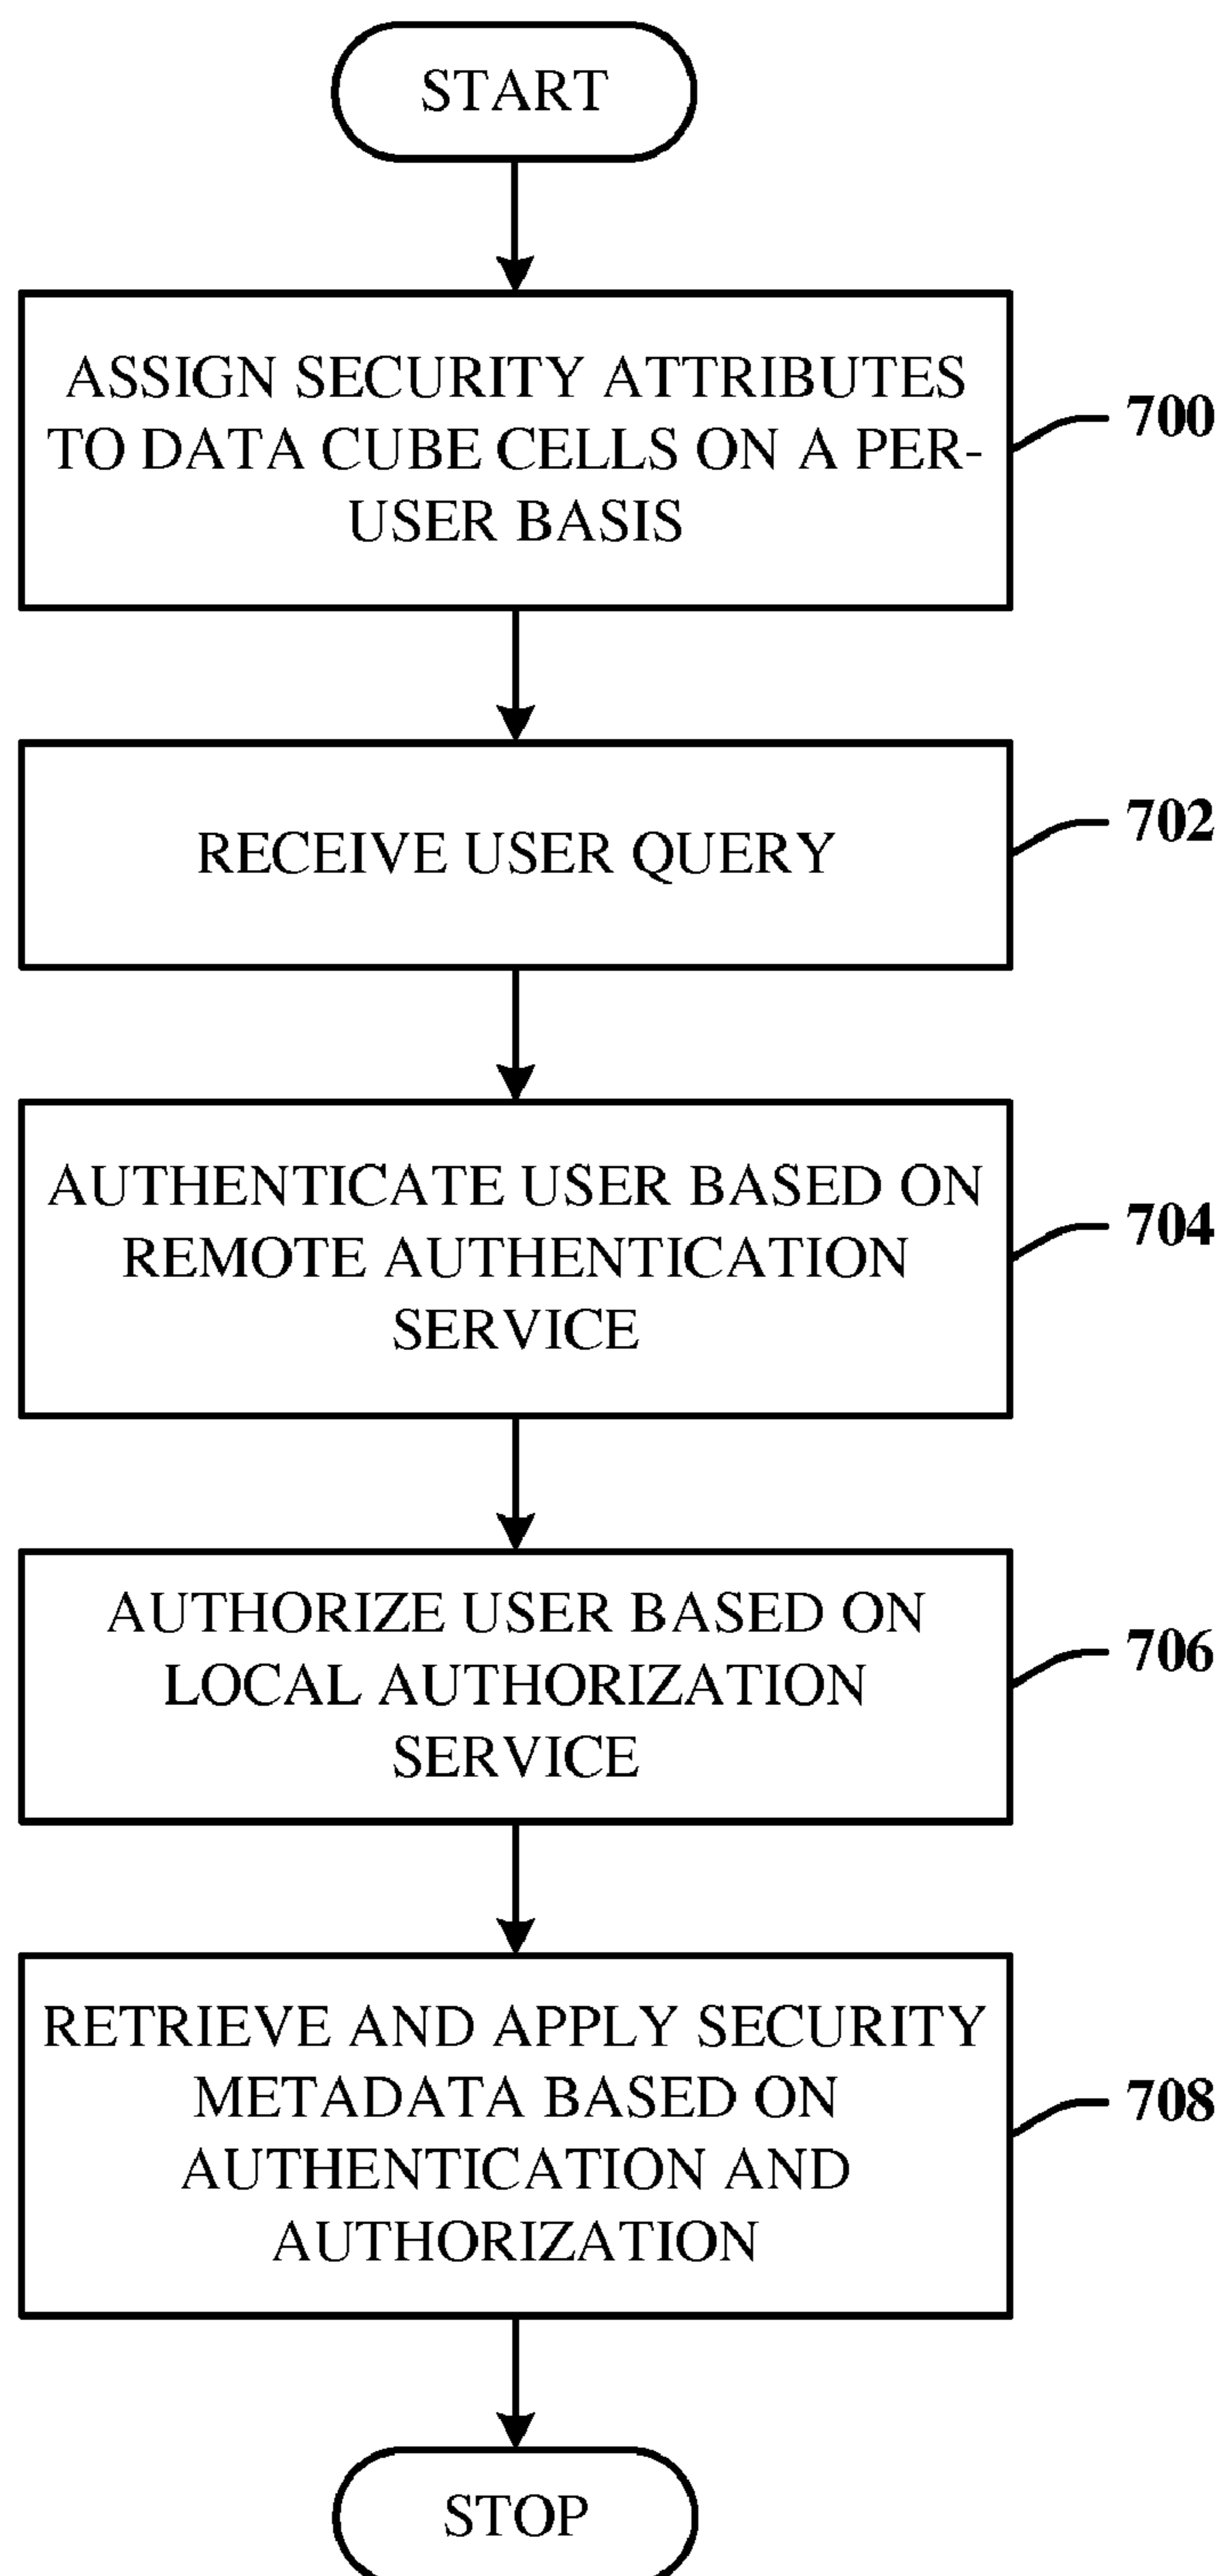 START
ASSIGN SECURITY ATTRIBUTES
TO DATA CUBE CELLS ON A PER-
USER BASIS
700
RECEIVE USER QUERY
702
AUTHENTICATE USER BASED ON
REMOTE AUTHENTICATION
SERVICE
704
AUTHORIZE USER BASED ON
LOCAL AUTHORIZATION
SERVICE
706
RETRIEVE AND APPLY SECURITY
METADATA BASED ON
AUTHENTICATION AND
AUTHORIZATION
708
STOP